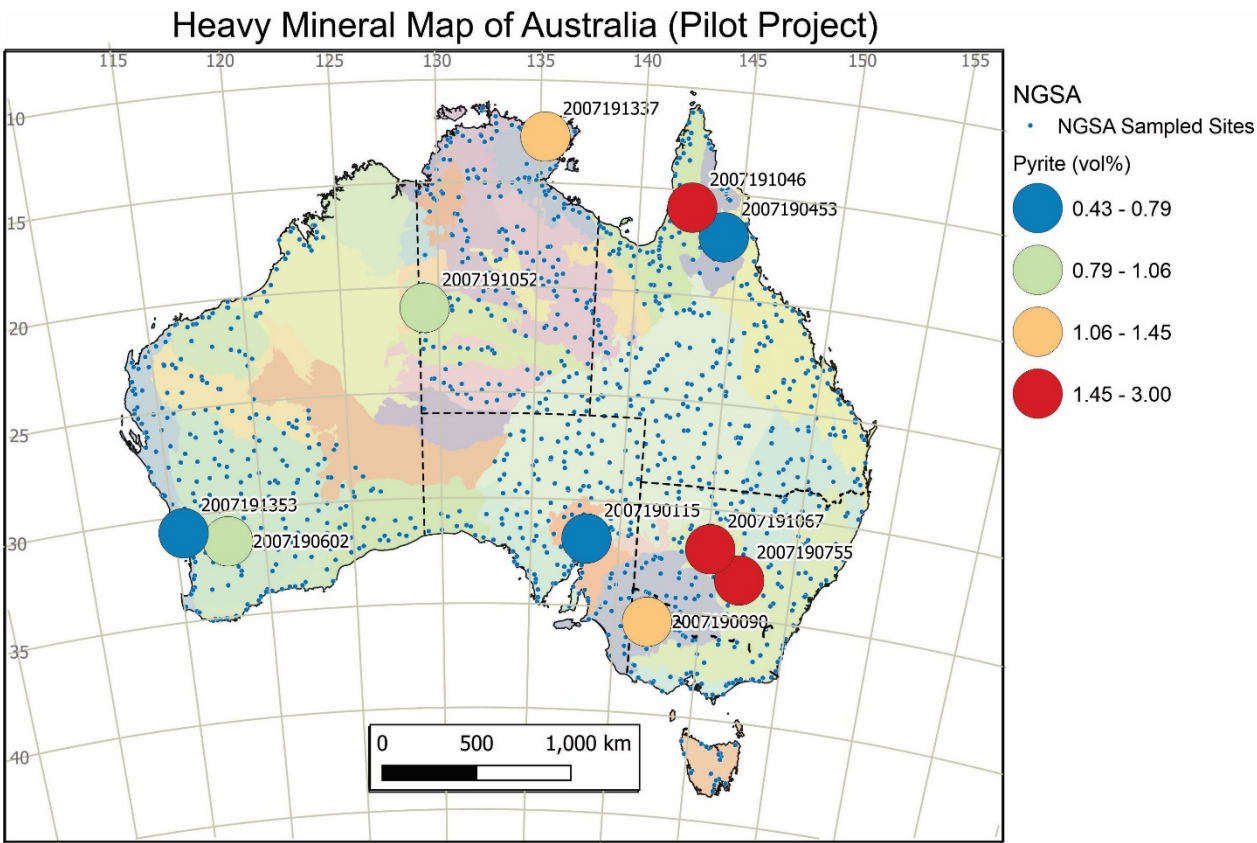 Heavy Mineral Map of Australia (Pilot Project)
115 120 125 130 135 140 145 150 155
10
15
20
25
30
35
40
2007191337
2007191046
2007190453
2007191052
2007191353
2007190602
2007190115
2007191067
2007190755
2007190090
0 500 1,000 km
NGSA
NGSA Sampled Sites
Pyrite (vol%)
0.43 - 0.79
0.79 - 1.06
1.06 - 1.45
1.45 - 3.00